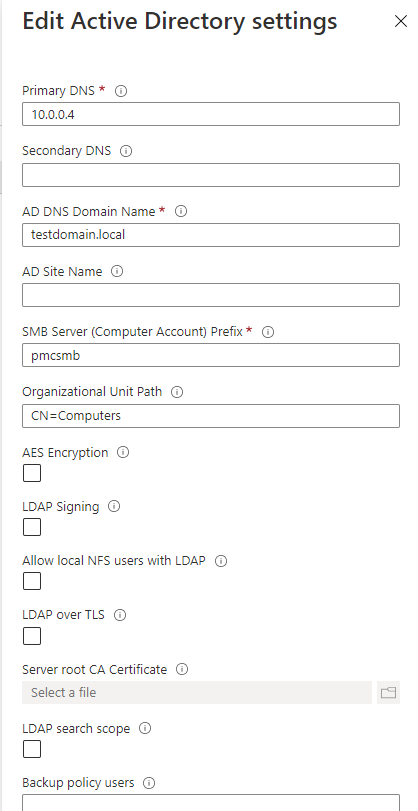 Edit Active Directory settings
Primary DNS *
10.0.0.4
Secondary DNS
AD DNS Domain Name *
testdomain.local
AD Site Name
SMB Server (Computer Account) Prefix *
pmcsmb
Organizational Unit Path
CN=Computers
AES Encryption
LDAP Signing
Allow local NFS users with LDAP
LDAP over TLS
Server root CA Certificate
Select a file
LDAP search scope
Backup policy users